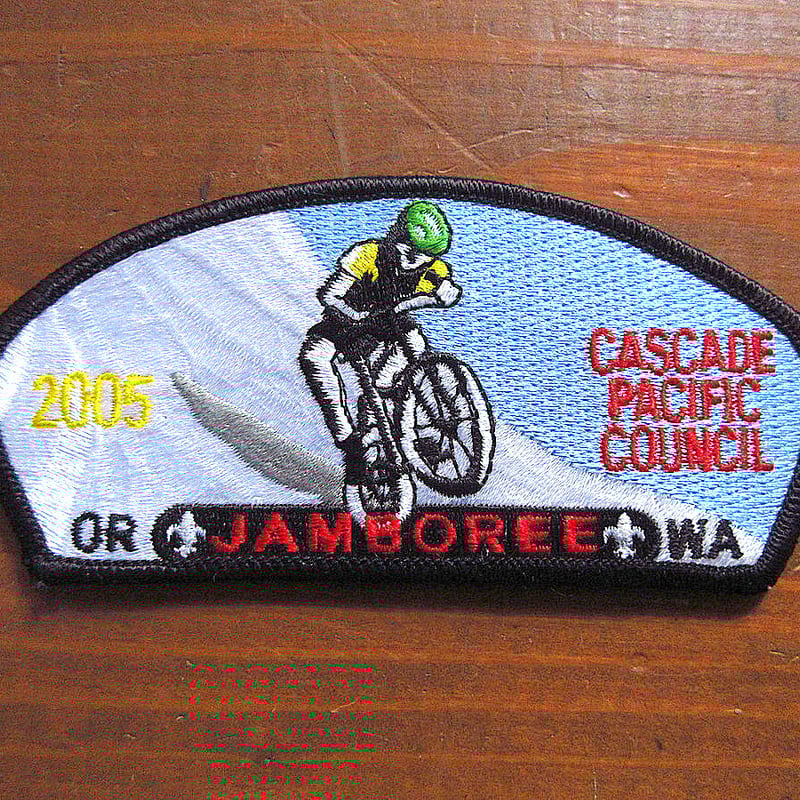 2005
CASCADE
PACIFIC
COUNCIL
OR JAMBOREE WA